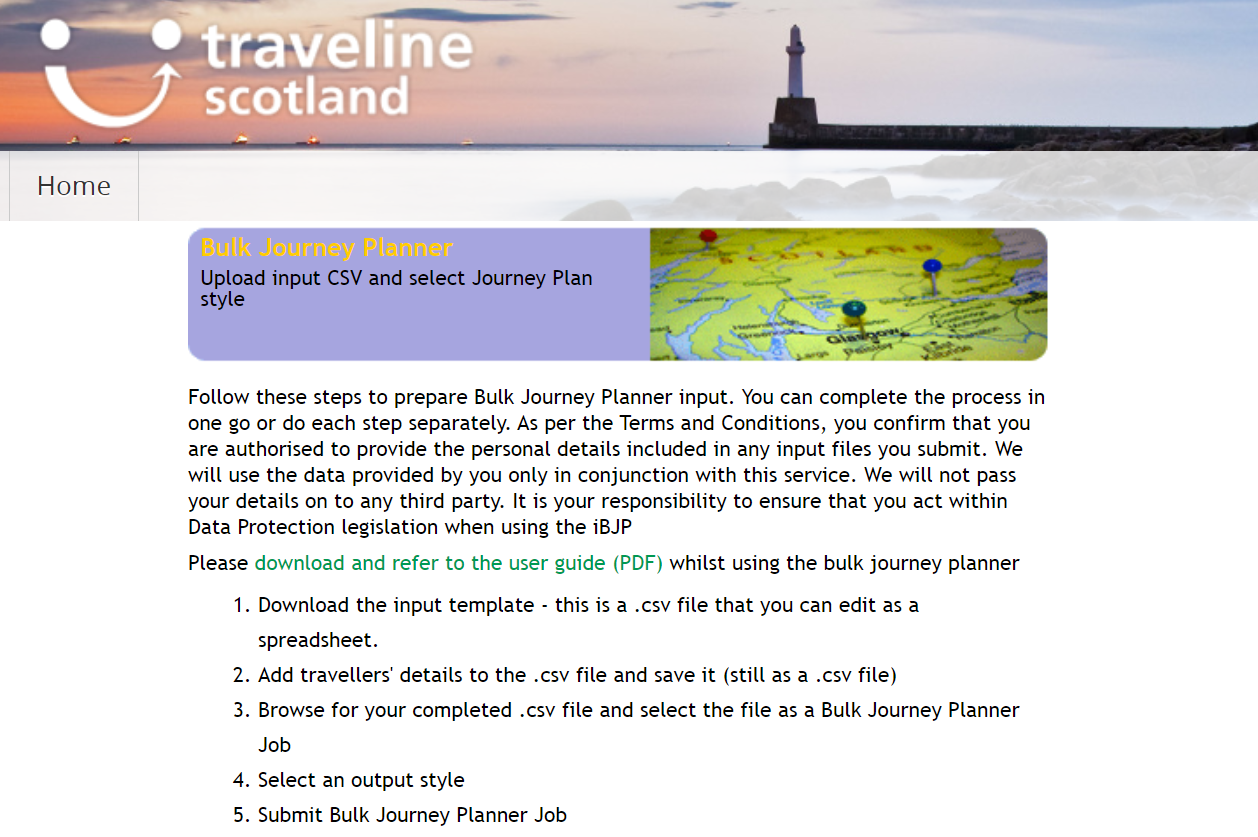 traveline
scotland
Home
Bulk Journey Planner
Upload input CSV and select Journey Plan
style
SCOTLAND
Helensburgh
Greenock
Glasgow
Largs
Paisley
East
Kilbride
Follow these steps to prepare Bulk Journey Planner input. You can complete the process in
one go or do each step separately. As per the Terms and Conditions, you confirm that you
are authorised to provide the personal details included in any input files you submit. We
will use the data provided by you only in conjunction with this service. We will not pass
your details on to any third party. It is your responsibility to ensure that you act within
Data Protection legislation when using the iBJP
Please download and refer to the user guide (PDF) whilst using the bulk journey planner
1. Download the input template - this is a .csv file that you can edit as a
spreadsheet.
2. Add travellers' details to the .csv file and save it (still as a .csv file)
3. Browse for your completed .csv file and select the file as a Bulk Journey Planner
Job
4. Select an output style
5. Submit Bulk Journey Planner Job